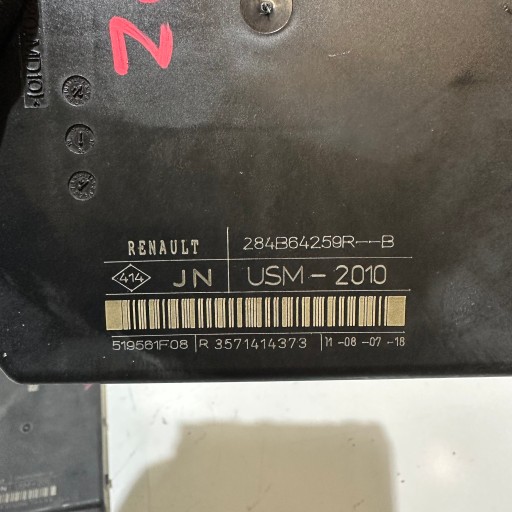 RENAULT 284B64259R--B
414 JN USM-2010
519561F08 R 3571414373 11-08-07-18